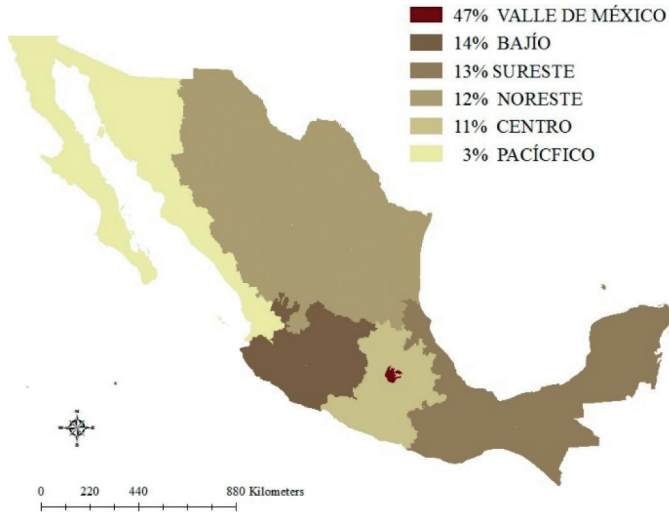 47% VALLE DE MÉXICO
14% BAJÍO
13% SURESTE
12% NORESTE
11% CENTRO
3% PACÍCFICO
N
W E
S
0 220 440 880 Kilometers